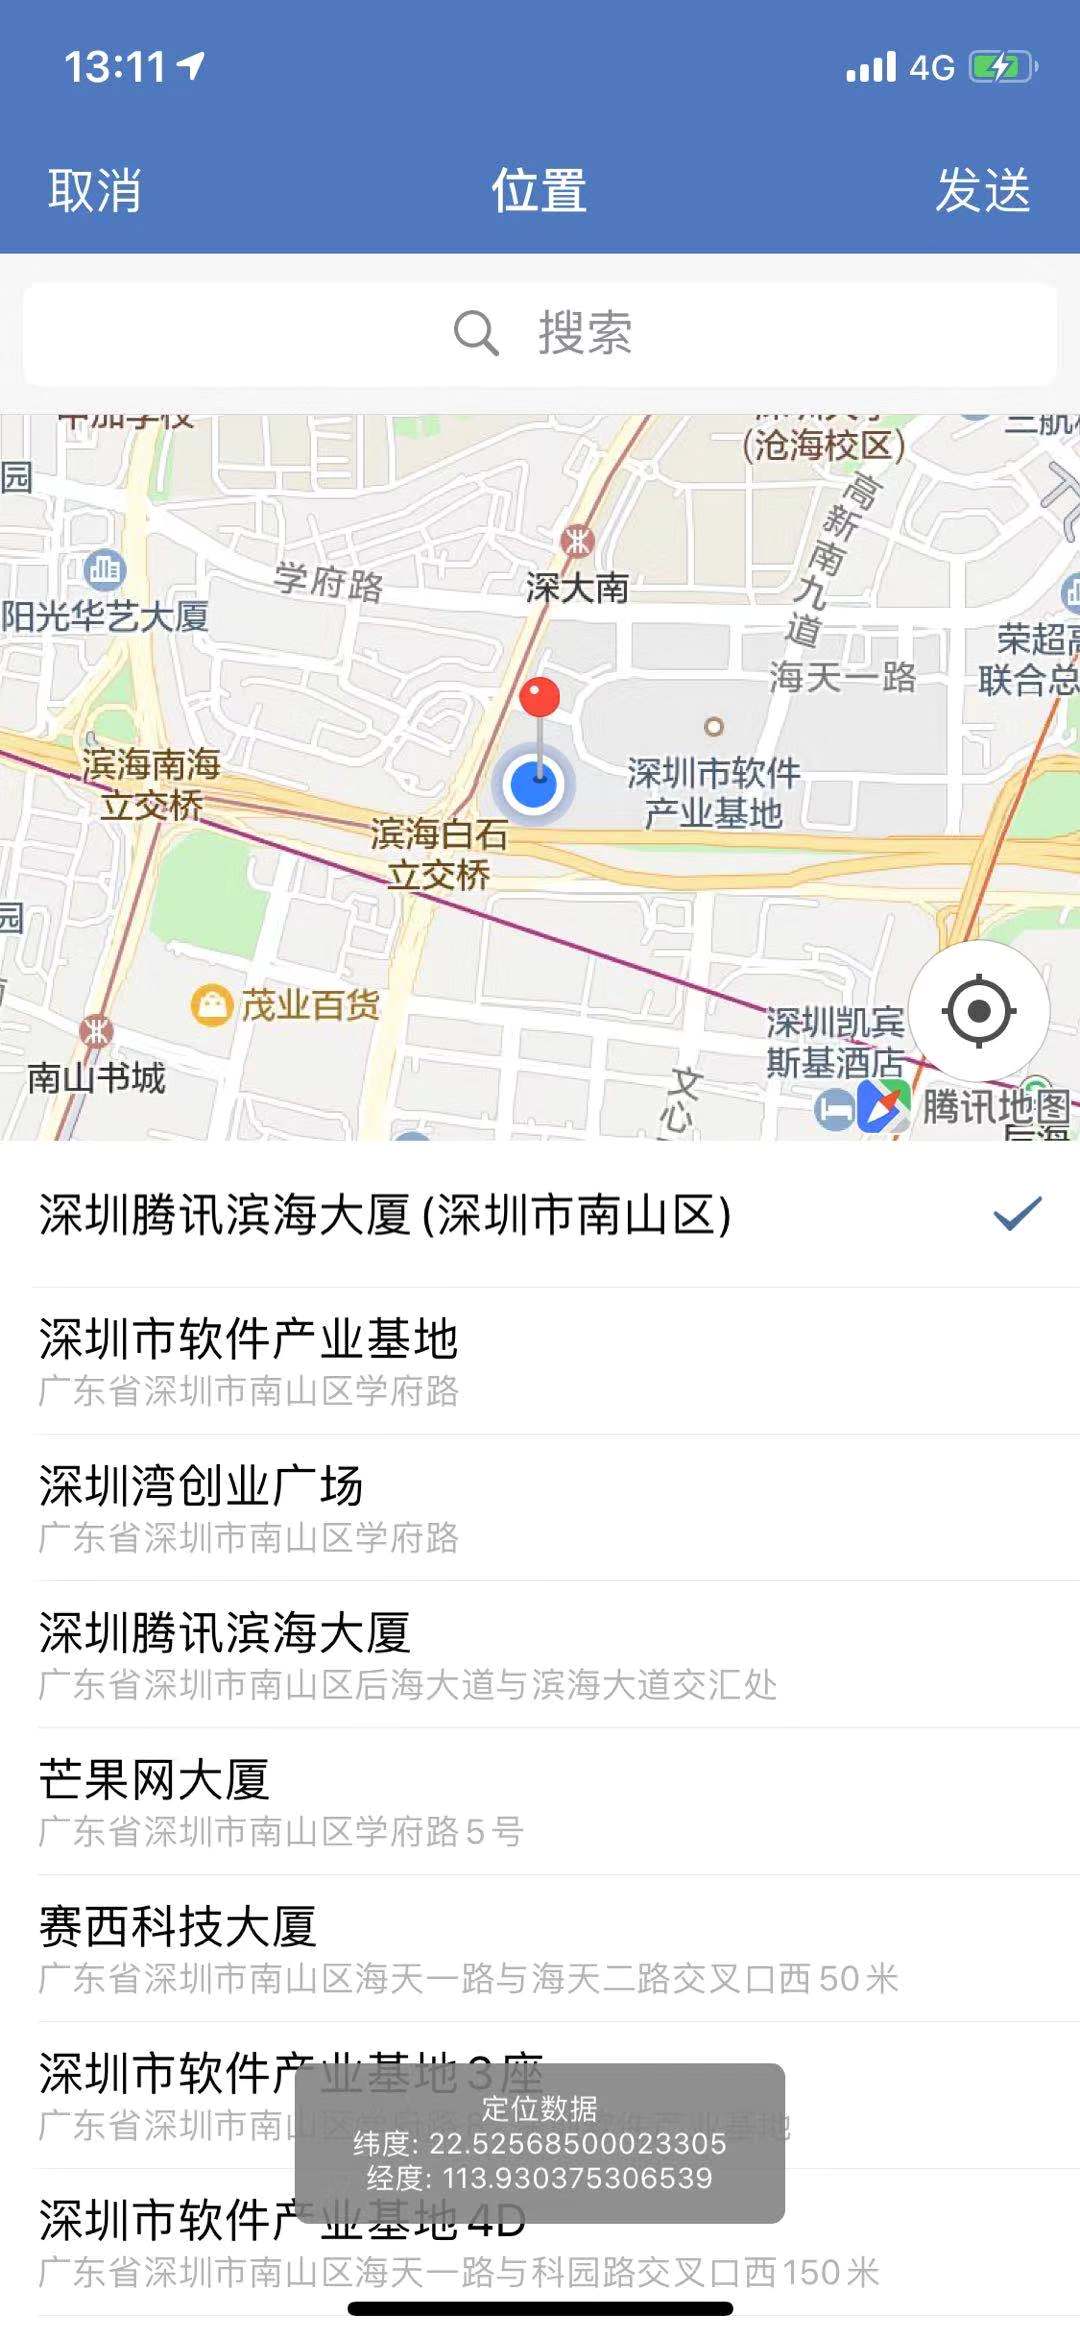 13:11
4G
取消
位置
发送
搜索
中加学校
(沧海校区)
三航
园
高新南九道
学府路
深大南
阳光华艺大厦
荣超高
联合总
海天一路
滨海南海
立交桥
深圳市软件
产业基地
滨海白石
立交桥
园
茂业百货
深圳凯宾
斯基酒店
南山书城
文心
腾讯地图
后海
深圳腾讯滨海大厦(深圳市南山区)
深圳市软件产业基地
广东省深圳市南山区学府路
深圳湾创业广场
广东省深圳市南山区学府路
深圳腾讯滨海大厦
广东省深圳市南山区后海大道与滨海大道交汇处
芒果网大厦
广东省深圳市南山区学府路5号
赛西科技大厦
广东省深圳市南山区海天一路与海天二路交叉口西50米
深圳市软件产业基地3座
广东省深圳市南山区学府路
定位数据
纬度: 22.52568500023305
经度: 113.930375306539
深圳市软件产业基地4D
广东省深圳市南山区海天一路与科园路交叉口西150米